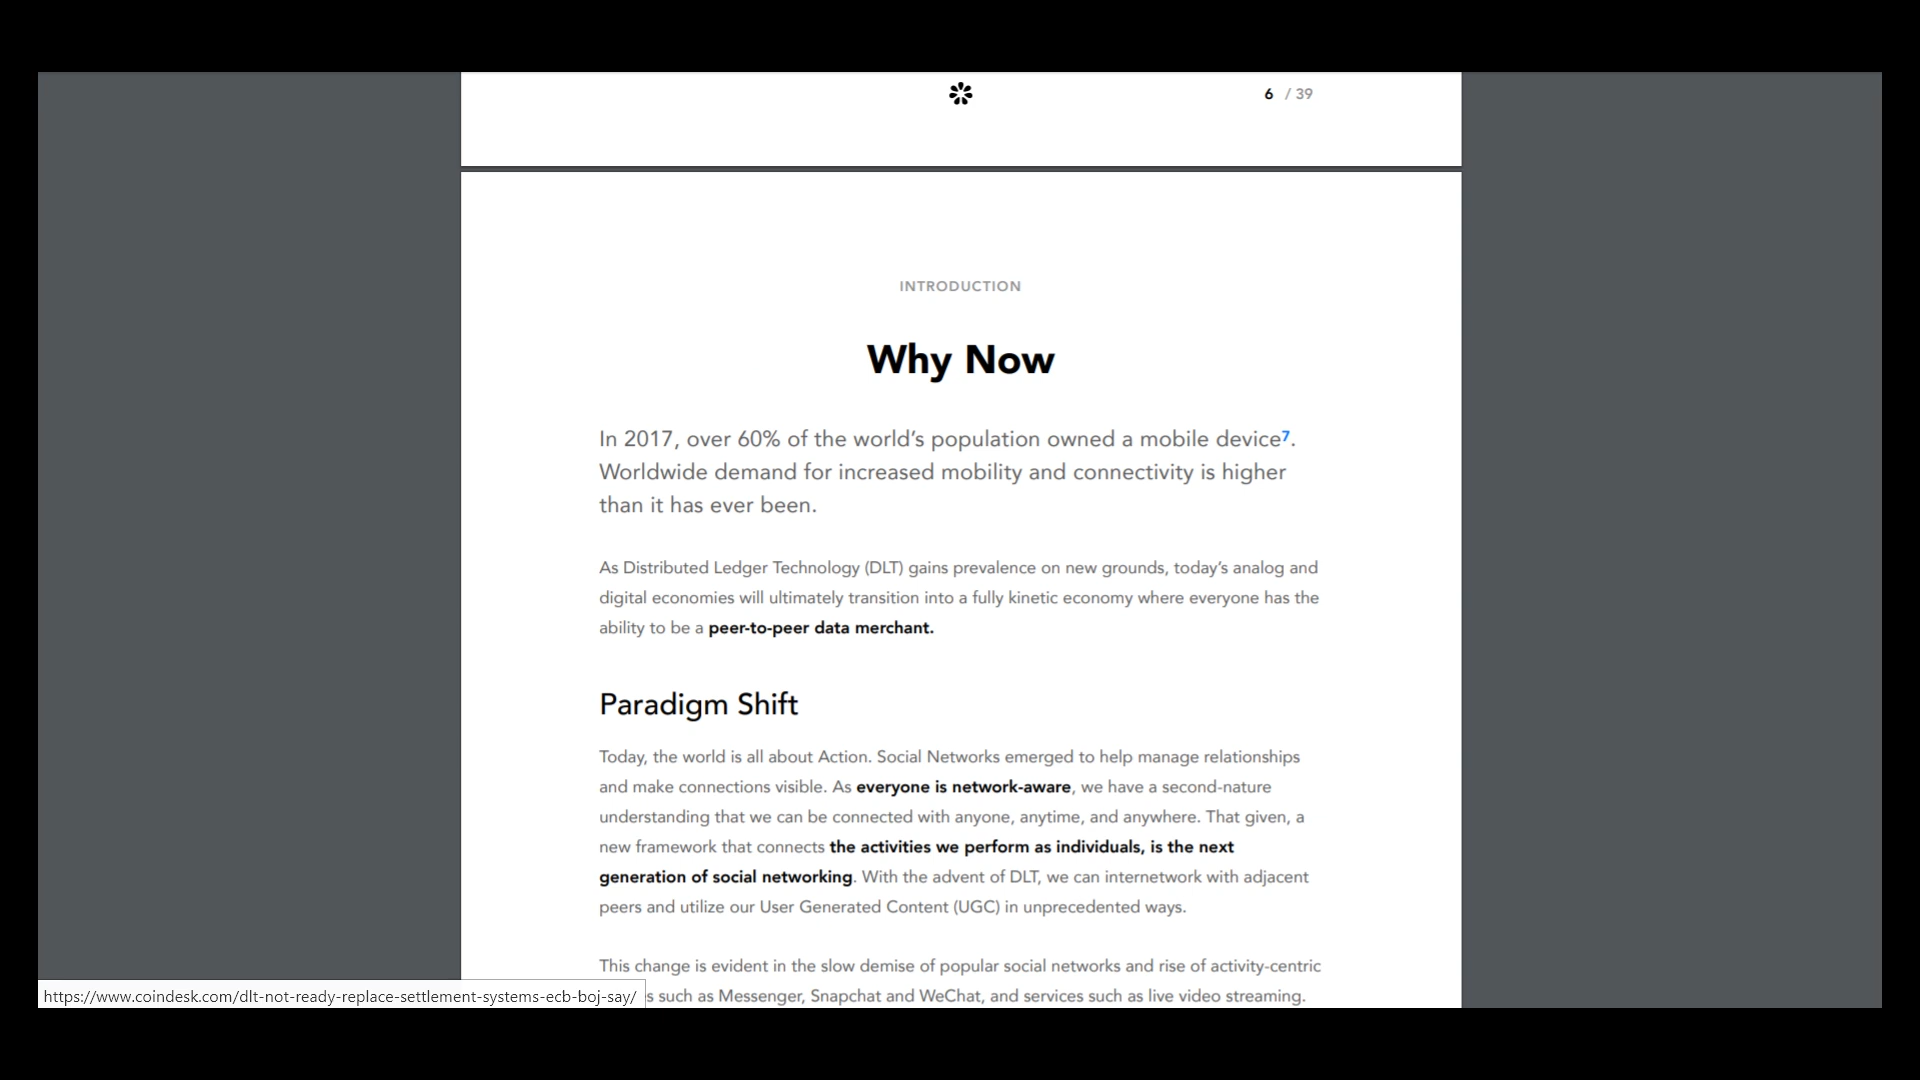 6 / 39
INTRODUCTION
Why Now
In 2017, over 60% of the world’s population owned a mobile device⁷.
Worldwide demand for increased mobility and connectivity is higher
than it has ever been.
As Distributed Ledger Technology (DLT) gains prevalence on new grounds, today’s analog and
digital economies will ultimately transition into a fully kinetic economy where everyone has the
ability to be a peer-to-peer data merchant.
Paradigm Shift
Today, the world is all about Action. Social Networks emerged to help manage relationships
and make connections visible. As everyone is network-aware, we have a second-nature
understanding that we can be connected with anyone, anytime, and anywhere. That given, a
new framework that connects the activities we perform as individuals, is the next
generation of social networking. With the advent of DLT, we can internetwork with adjacent
peers and utilize our User Generated Content (UGC) in unprecedented ways.
This change is evident in the slow demise of popular social networks and rise of activity-centric
s such as Messenger, Snapchat and WeChat, and services such as live video streaming.
https://www.coindesk.com/dlt-not-ready-replace-settlement-systems-ecb-boj-say/